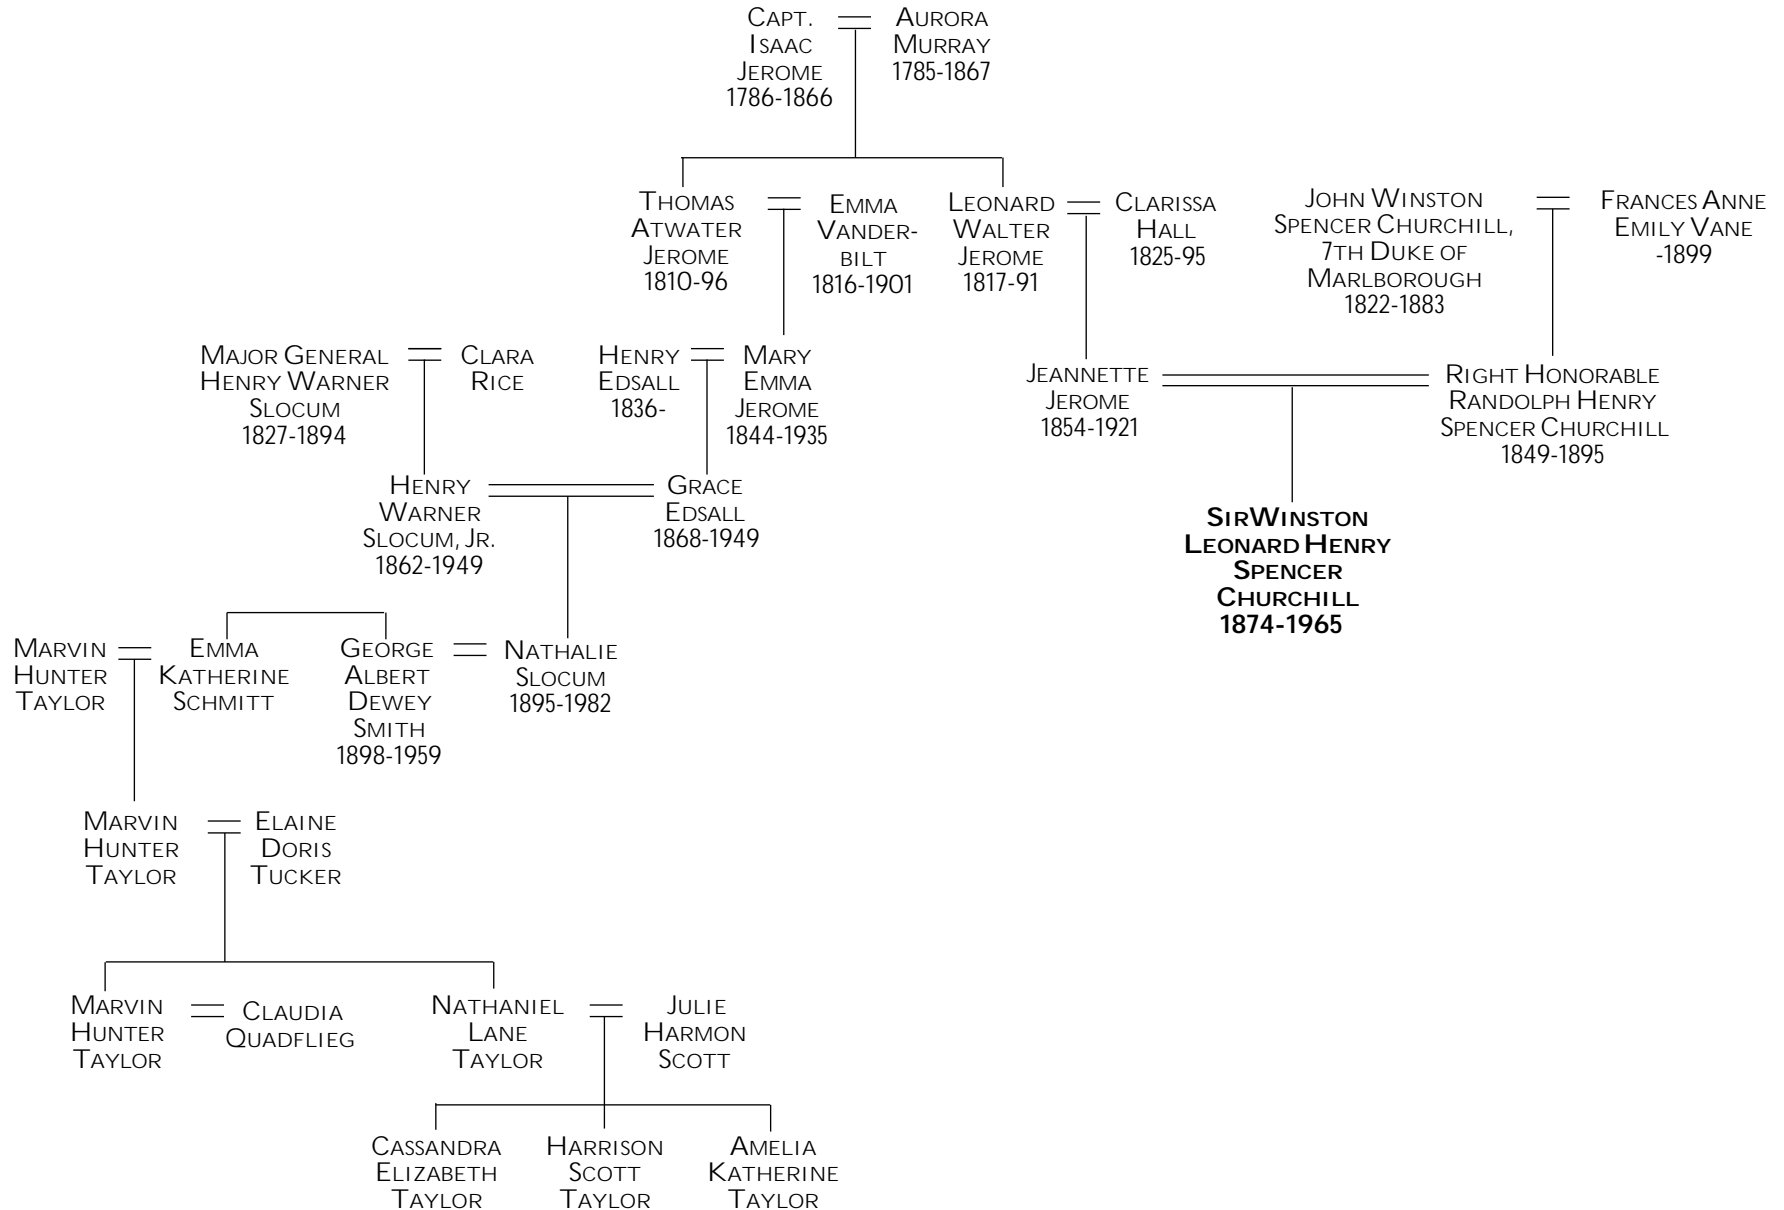 CAPT.
ISAAC
JEROME
1786-1866
AURORA
MURRAY
1785-1867
THOMAS
ATWATER
JEROME
1810-96
EMMA
VANDER-
BILT
1816-1901
LEONARD
WALTER
JEROME
1817-91
CLARISSA
HALL
1825-95
JOHN WINSTON
SPENCER CHURCHILL,
7TH DUKE OF
MARLBOROUGH
1822-1883
FRANCES ANNE
EMILY VANE
-1899
MAJOR GENERAL
HENRY WARNER
SLOCUM
1827-1894
CLARA
RICE
HENRY
EDSALL
1836-
MARY
EMMA
JEROME
1844-1935
JEANNETTE
JEROME
1854-1921
RIGHT HONORABLE
RANDOLPH HENRY
SPENCER CHURCHILL
1849-1895
HENRY
WARNER
SLOCUM, JR.
1862-1949
GRACE
EDSALL
1868-1949
SIRWINSTON
LEONARD HENRY
SPENCER
CHURCHILL
1874-1965
MARVIN
HUNTER
TAYLOR
EMMA
KATHERINE
SCHMITT
GEORGE
ALBERT
DEWEY
SMITH
1898-1959
NATHALIE
SLOCUM
1895-1982
MARVIN
HUNTER
TAYLOR
ELAINE
DORIS
TUCKER
MARVIN
HUNTER
TAYLOR
CLAUDIA
QUADFLIEG
NATHANIEL
LANE
TAYLOR
JULIE
HARMON
SCOTT
CASSANDRA
ELIZABETH
TAYLOR
HARRISON
SCOTT
TAYLOR
AMELIA
KATHERINE
TAYLOR